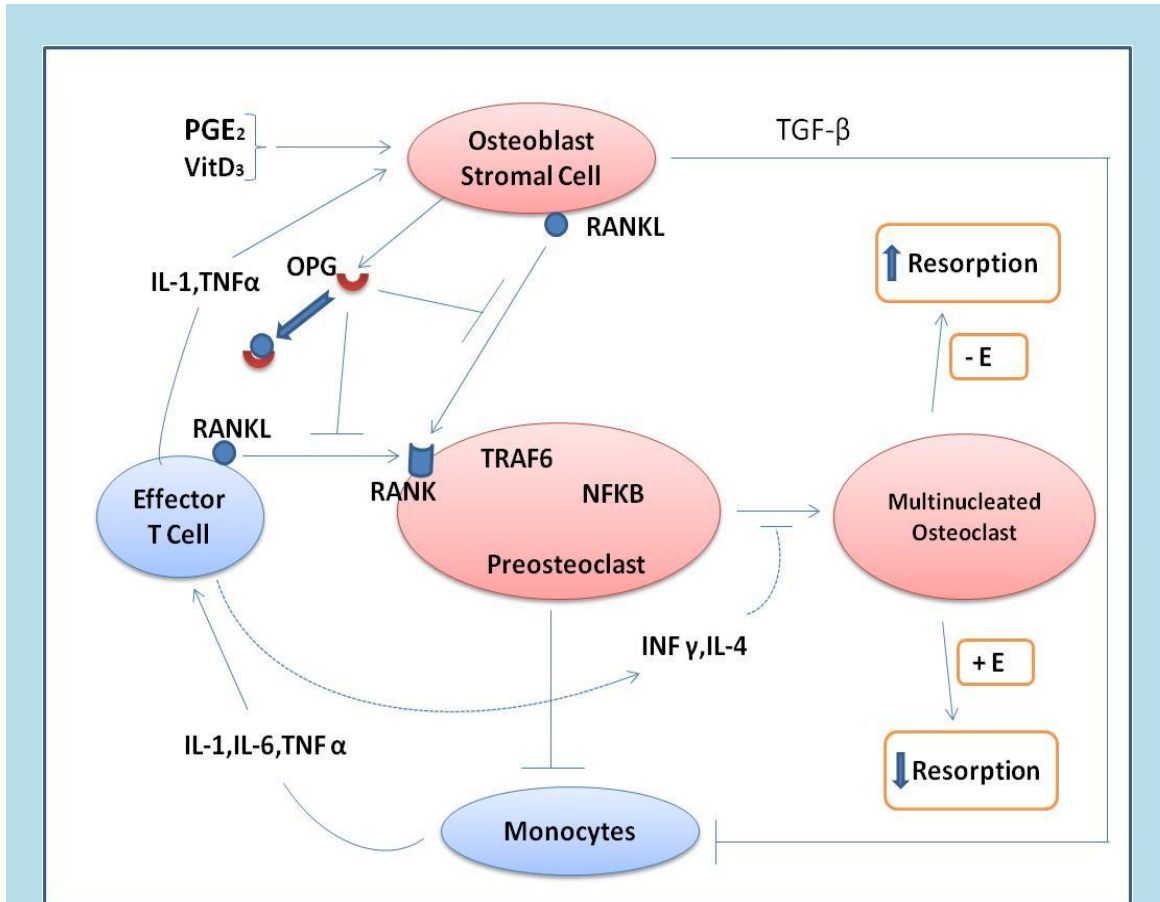 PGE₂
VitD₃
Osteoblast
Stromal Cell
TGF-β
RANKL
OPG
IL-1,TNFα
Resorption
- E
RANKL
RANK
TRAF6
NFKB
Preosteoclast
Effector
T Cell
Multinucleated
Osteoclast
INF γ,IL-4
+ E
IL-1,IL-6,TNF α
Resorption
Monocytes